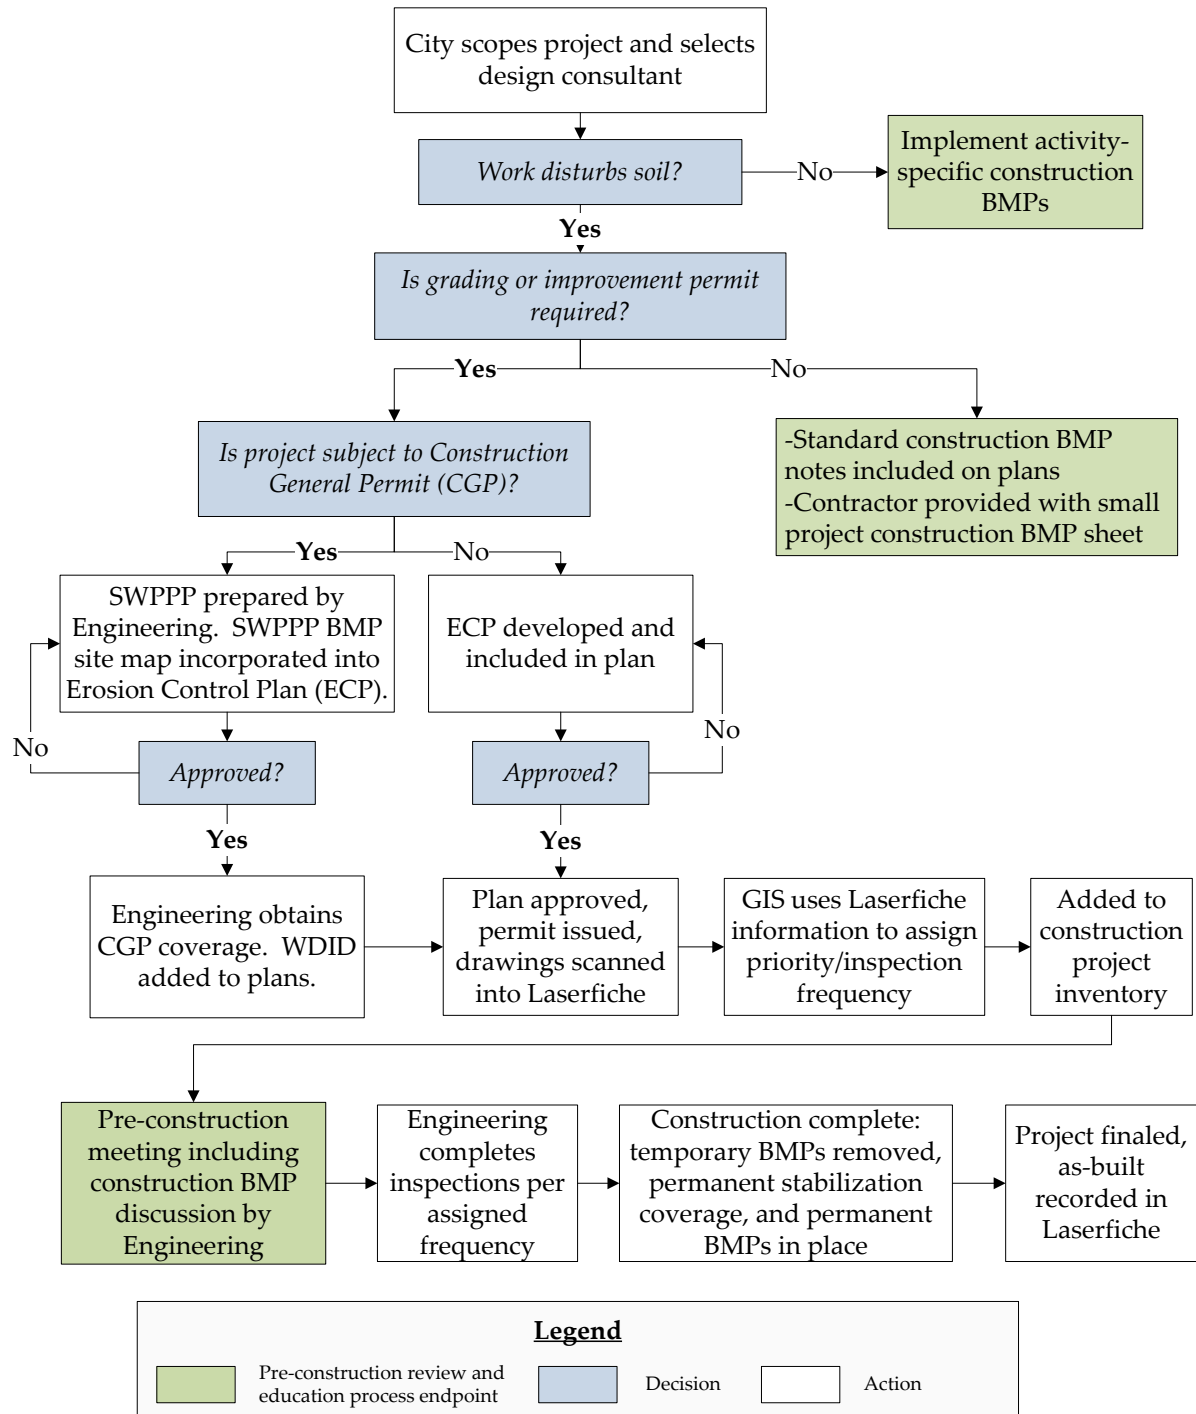 City scopes project and selects
design consultant
Work disturbs soil?
No
Implement activity-
specific construction
BMPs
Yes
Is grading or improvement permit
required?
Yes
No
Is project subject to Construction
General Permit (CGP)?
-Standard construction BMP
notes included on plans
-Contractor provided with small
project construction BMP sheet
Yes
No
SWPPP prepared by
Engineering.  SWPPP BMP
site map incorporated into
Erosion Control Plan (ECP).
ECP developed and
included in plan
No
Approved?
Approved?
No
Yes
Yes
Engineering obtains
CGP coverage.  WDID
added to plans.
Plan approved,
permit issued,
drawings scanned
into Laserfiche
GIS uses Laserfiche
information to assign
priority/inspection
frequency
Added to
construction
project
inventory
Pre-construction
meeting including
construction BMP
discussion by
Engineering
Engineering
completes
inspections per
assigned
frequency
Construction complete:
temporary BMPs removed,
permanent stabilization
coverage, and permanent
BMPs in place
Project finaled,
as-built
recorded in
Laserfiche
Legend
Pre-construction review and
education process endpoint
Decision
Action